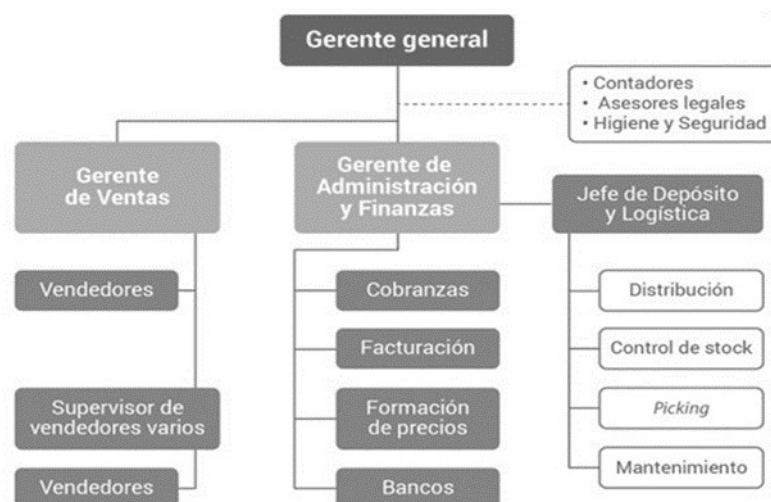 Gerente general
• Contadores
• Asesores legales
• Higiene y Seguridad
Gerente
de Ventas
Gerente de
Administración
y Finanzas
Jefe de Depósito
y Logística
Vendedores
Cobranzas
Distribución
Facturación
Control de stock
Supervisor de
vendedores varios
Formación
de precios
Picking
Vendedores
Bancos
Mantenimiento